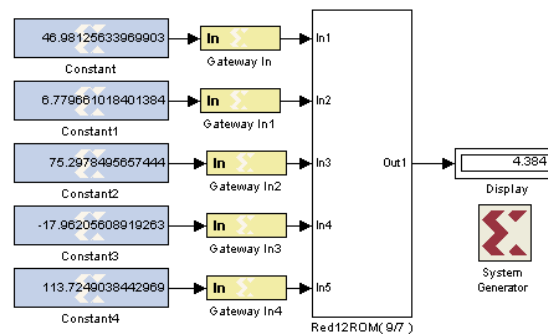 46.98125633969903
In
In1
Constant
Gateway In
6.779661018401384
In
In2
Constant1
Gateway In1
75.2978495657444
In
In3
Out1
4.384
Constant2
Gateway In2
Display
-17.96205608919263
In
In4
Constant3
Gateway In3
System
Generator
113.7249038442969
In
In5
Constant4
Gateway In4
Red12ROM( 9/7 )